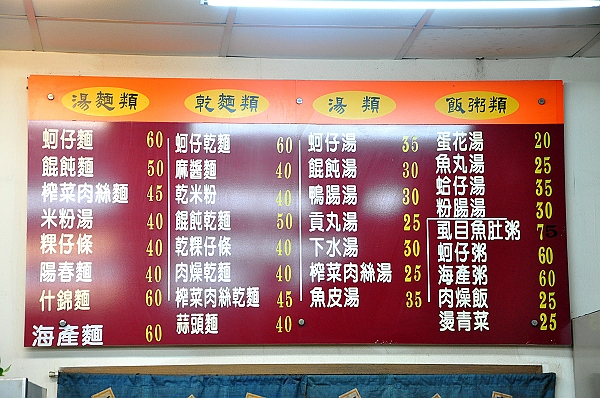 湯麵類
蚵仔麵 60
餛飩麵 50
榨菜肉絲麵 45
米粉湯 40
粿仔條 40
陽春麵 40
什錦麵 60
海產麵 60
乾麵類
蚵仔乾麵 60
麻醬麵 40
乾米粉 40
餛飩乾麵 50
乾粿仔條 40
肉燥乾麵 40
榨菜肉絲乾麵 45
蒜頭麵 40
湯類
蚵仔湯 35
餛飩湯 30
鴨腸湯 30
貢丸湯 25
下水湯 30
榨菜肉絲湯 25
魚皮湯 35
飯粥類
蛋花湯 20
魚丸湯 25
蛤仔湯 35
粉腸湯 30
虱目魚肚粥 75
蚵仔粥 60
海產粥 60
肉燥飯 25
燙青菜 25